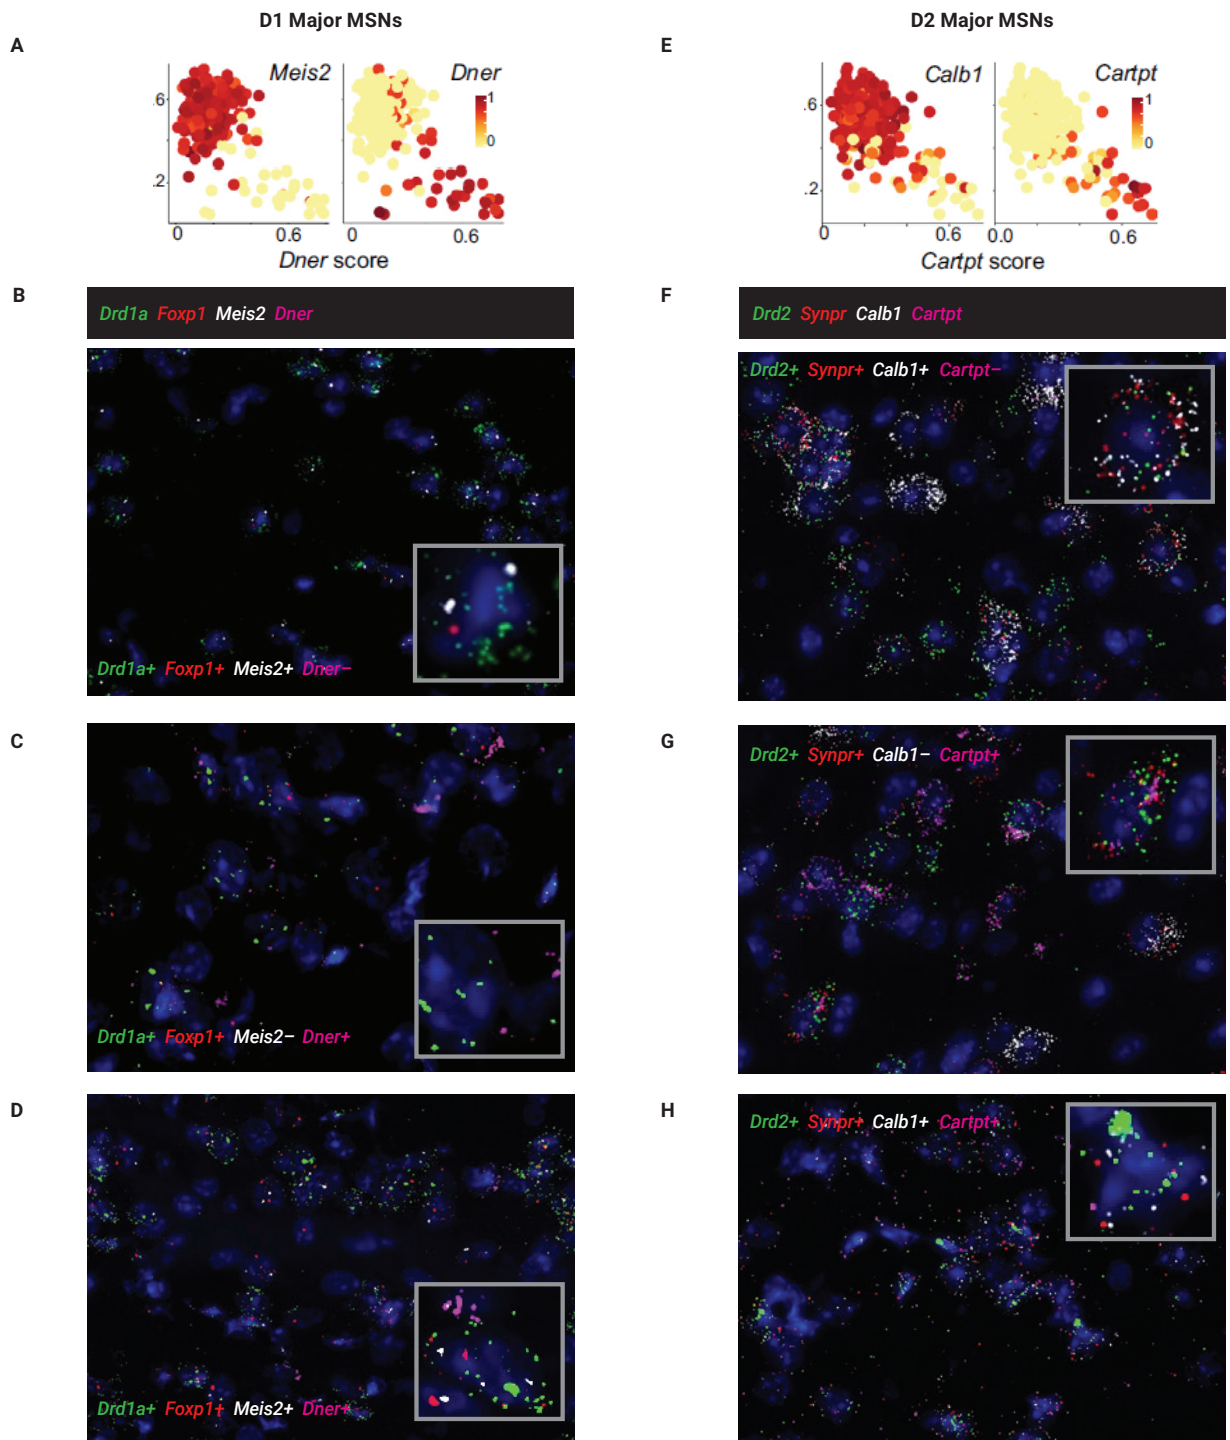 D1 Major MSNs
D2 Major MSNs
A
Meis2
Dner
1
0
.6
.2
0
0.6
0
0.6
Dner score
E
Calb1
Cartpt
1
0
.6
.2
0
0.6
0.0
0.6
Cartpt score
B
Drd1a Foxp1 Meis2 Dner
Drd1a+ Foxp1+ Meis2+ Dner–
F
Drd2 Synpr Calb1 Cartpt
Drd2+ Synpr+ Calb1+ Cartpt–
C
Drd1a+ Foxp1+ Meis2– Dner+
G
Drd2+ Synpr+ Calb1– Cartpt+
D
Drd1a+ Foxp1+ Meis2+ Dner+
H
Drd2+ Synpr+ Calb1+ Cartpt+